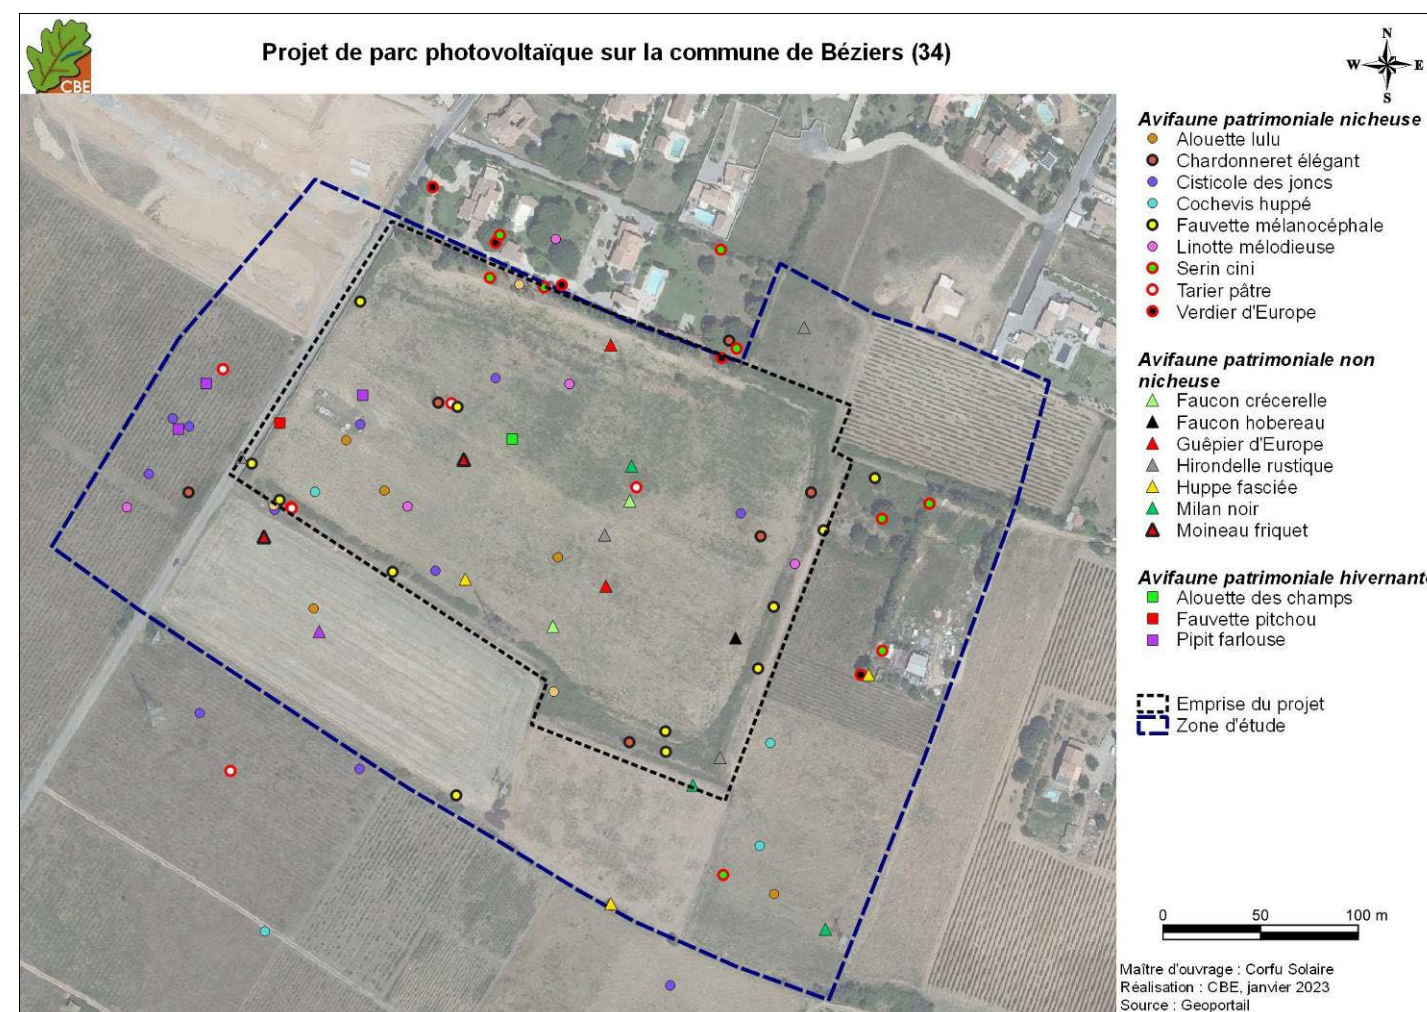 Projet de parc photovoltaïque sur la commune de Béziers (34)
CBE
N
W
E
S
Avifaune patrimoniale nicheuse
Alouette lulu
Chardonneret élégant
Cisticole des joncs
Cochevis huppé
Fauvette mélanocéphale
Linotte mélodieuse
Serin cini
Tarier pâtre
Verdier d'Europe
Avifaune patrimoniale non
nicheuse
Faucon crécerelle
Faucon hobereau
Guêpier d'Europe
Hirondelle rustique
Huppe fasciée
Milan noir
Moineau friquet
Avifaune patrimoniale hivernante
Alouette des champs
Fauvette pitchou
Pipit farlouse
Emprise du projet
Zone d'étude
0 50 100 m
Maître d'ouvrage : Corfu Solaire
Réalisation : CBE, janvier 2023
Source : Geoportail